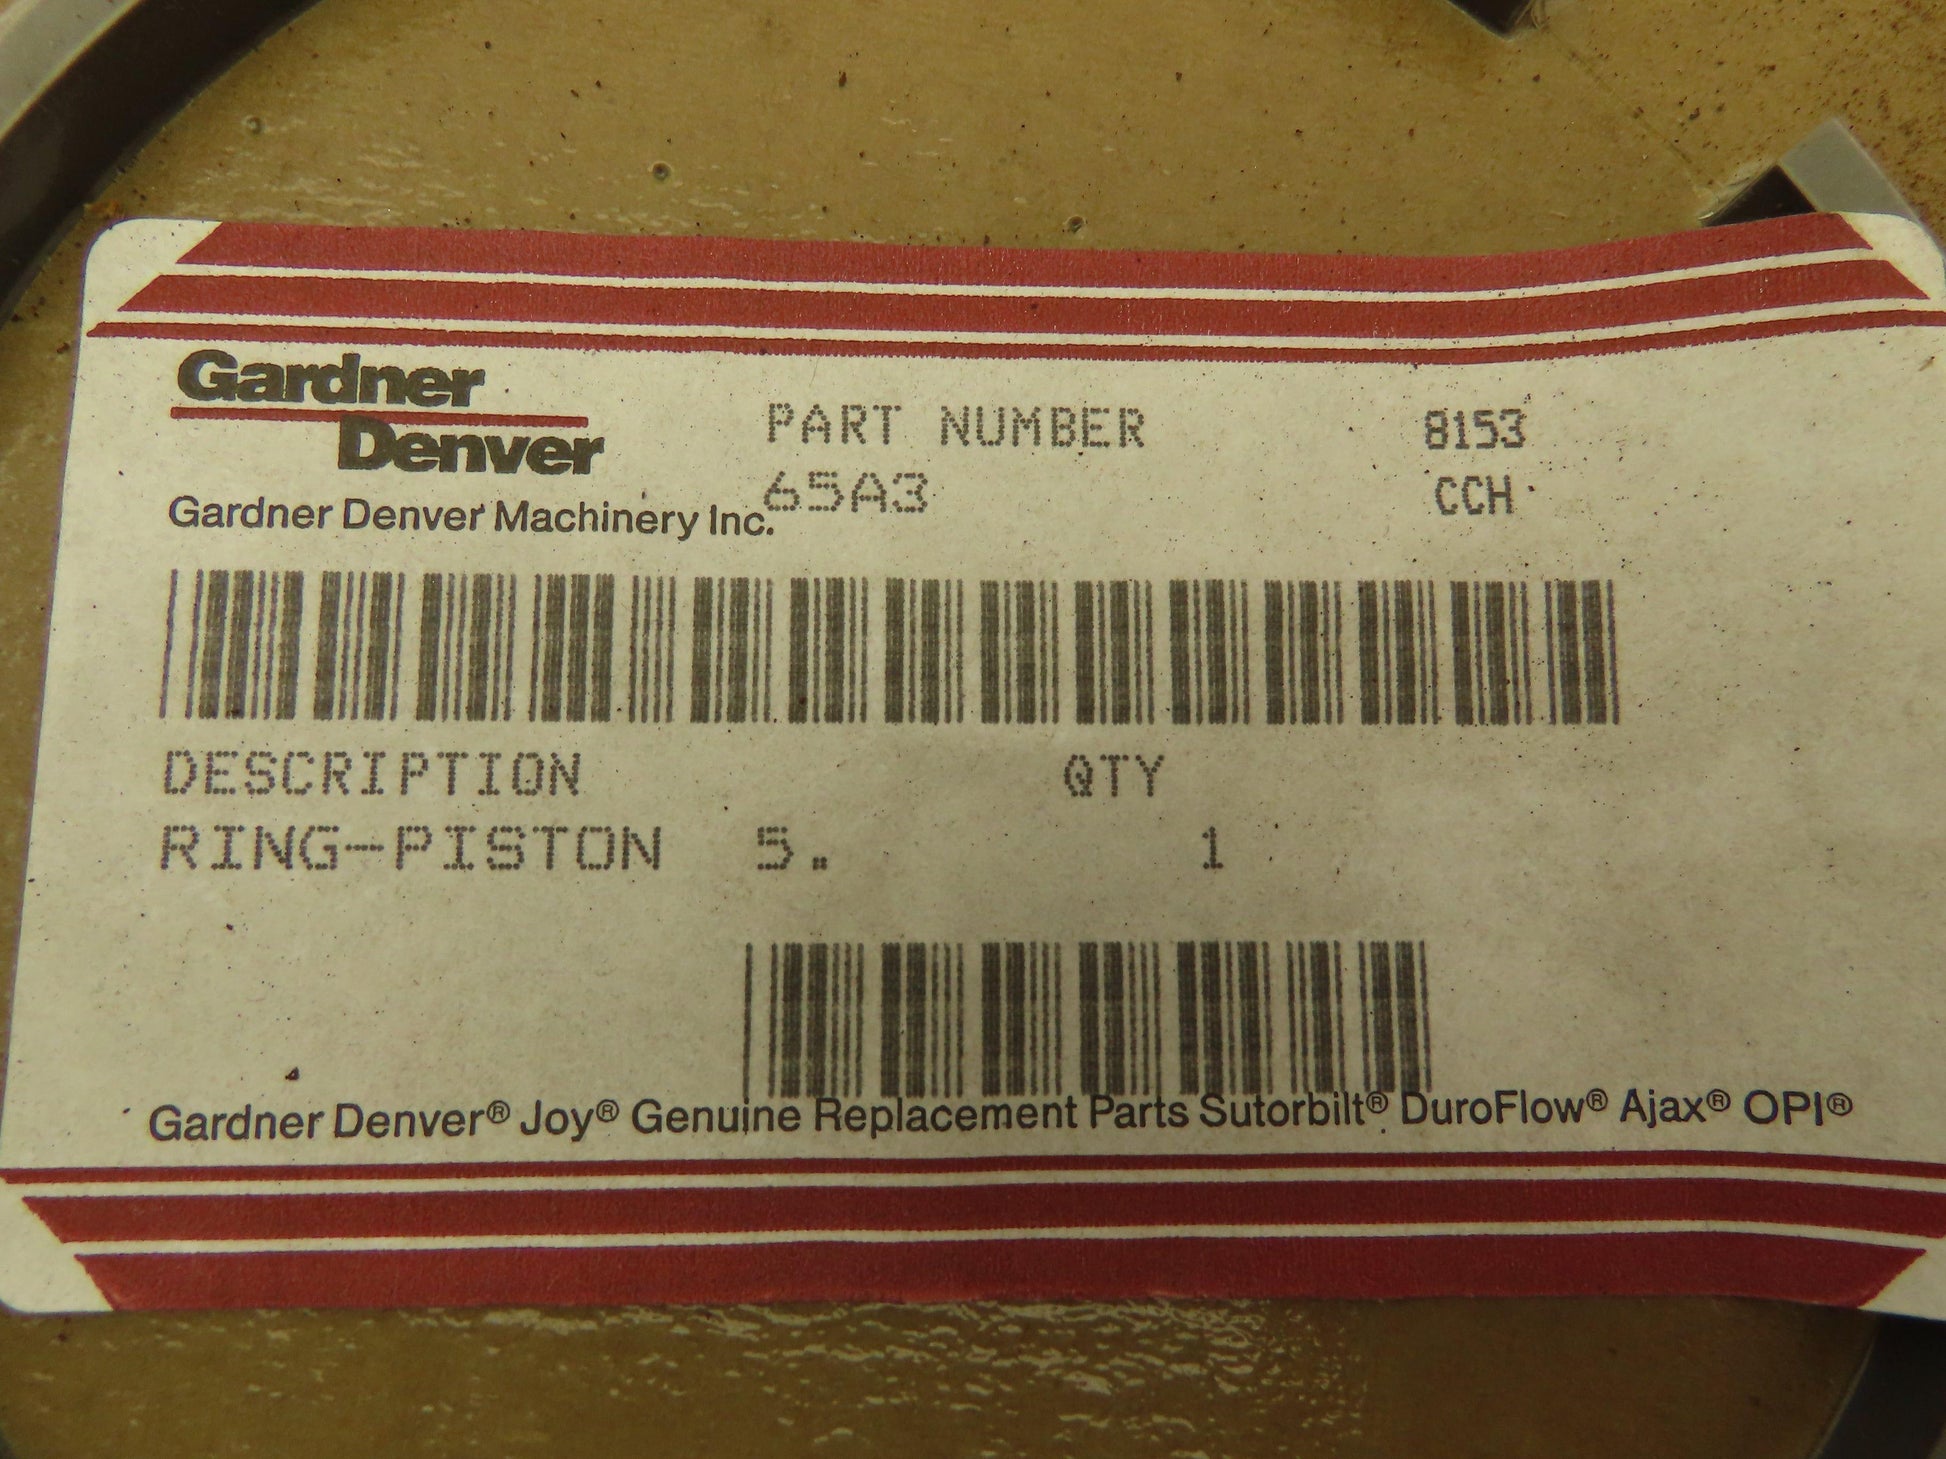 Gardner
Denver
Gardner Denver Machinery Inc.
PART NUMBER 8153
65A3 CCH
DESCRIPTION QTY
RING-PISTON 5. 1
Gardner Denver® Joy® Genuine Replacement Parts Sutorbilt® DuroFlow® Ajax® OPI®